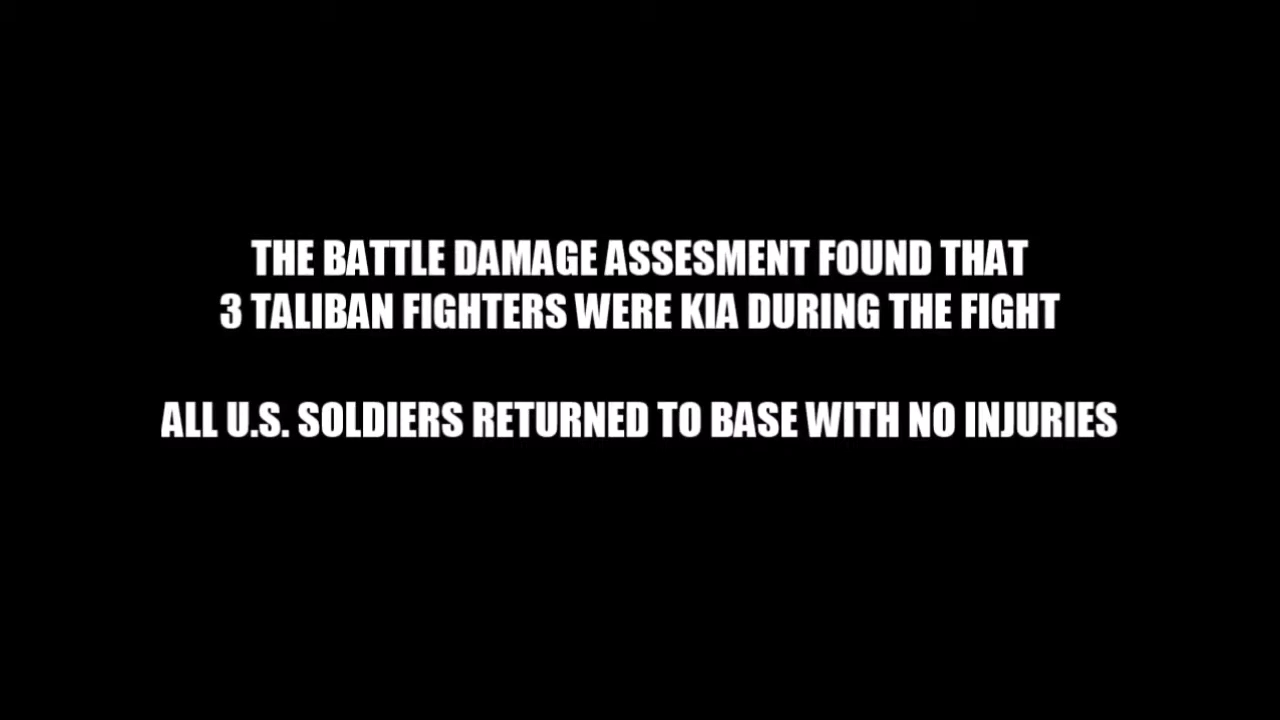 THE BATTLE DAMAGE ASSESMENT FOUND THAT
3 TALIBAN FIGHTERS WERE KIA DURING THE FIGHT
ALL U.S. SOLDIERS RETURNED TO BASE WITH NO INJURIES